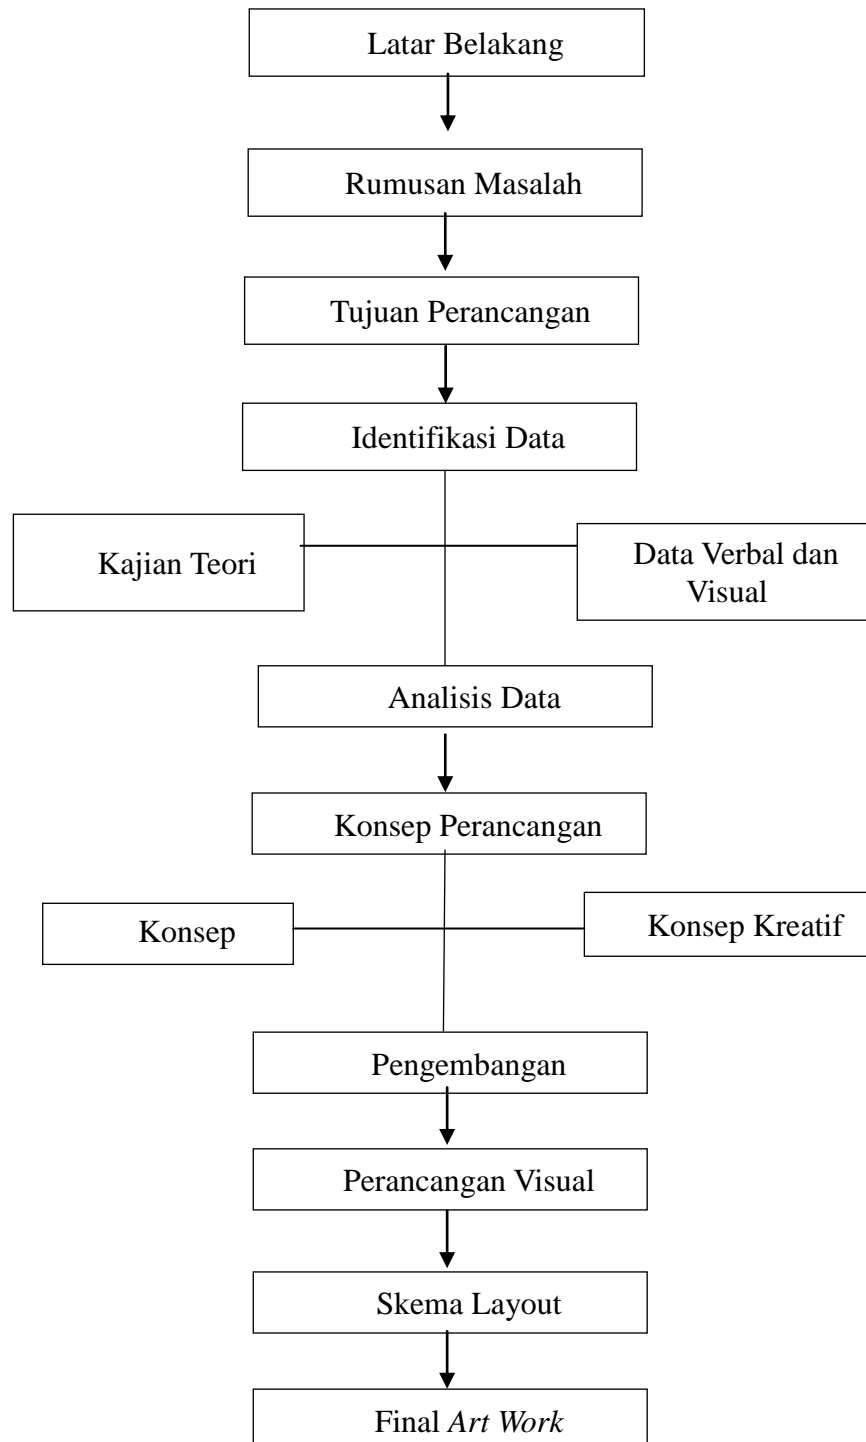 Latar Belakang
Rumusan Masalah
Tujuan Perancangan
Identifikasi Data
Kajian Teori
Data Verbal dan
Visual
Analisis Data
Konsep Perancangan
Konsep
Konsep Kreatif
Pengembangan
Perancangan Visual
Skema Layout
Final Art Work